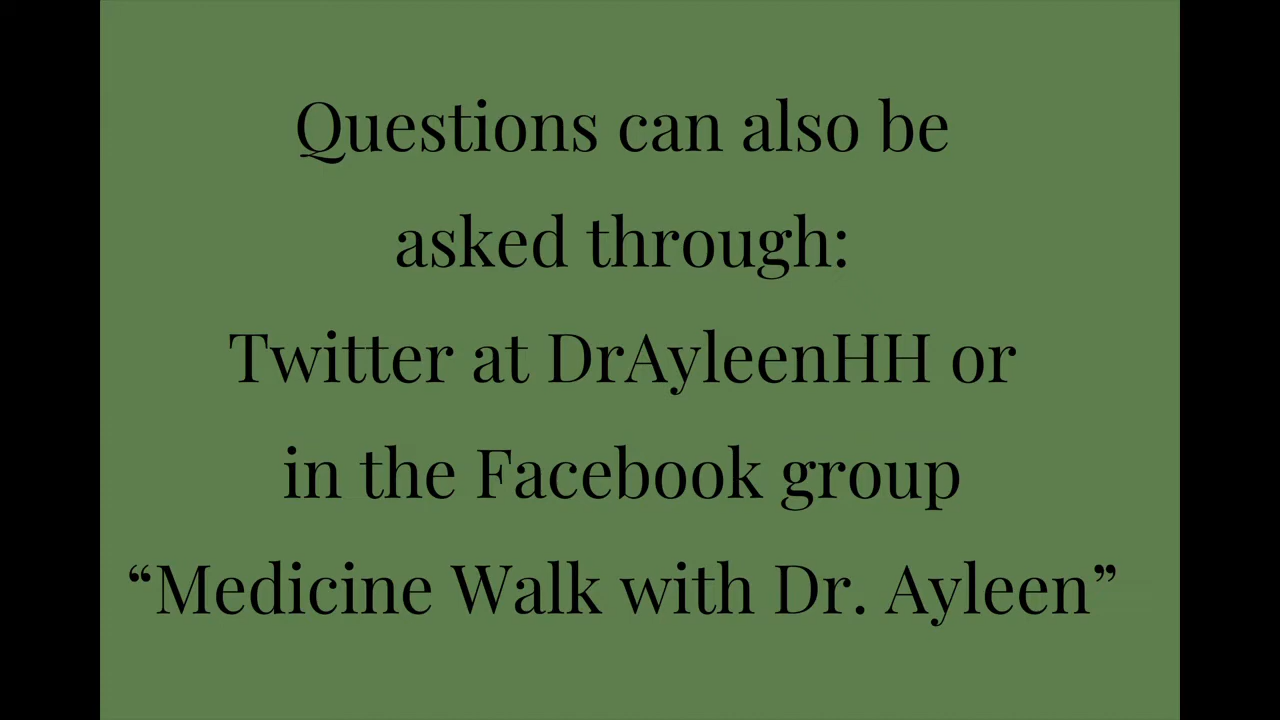 Questions can also be
asked through:
Twitter at DrAyleenHH or
in the Facebook group
“Medicine Walk with Dr. Ayleen”